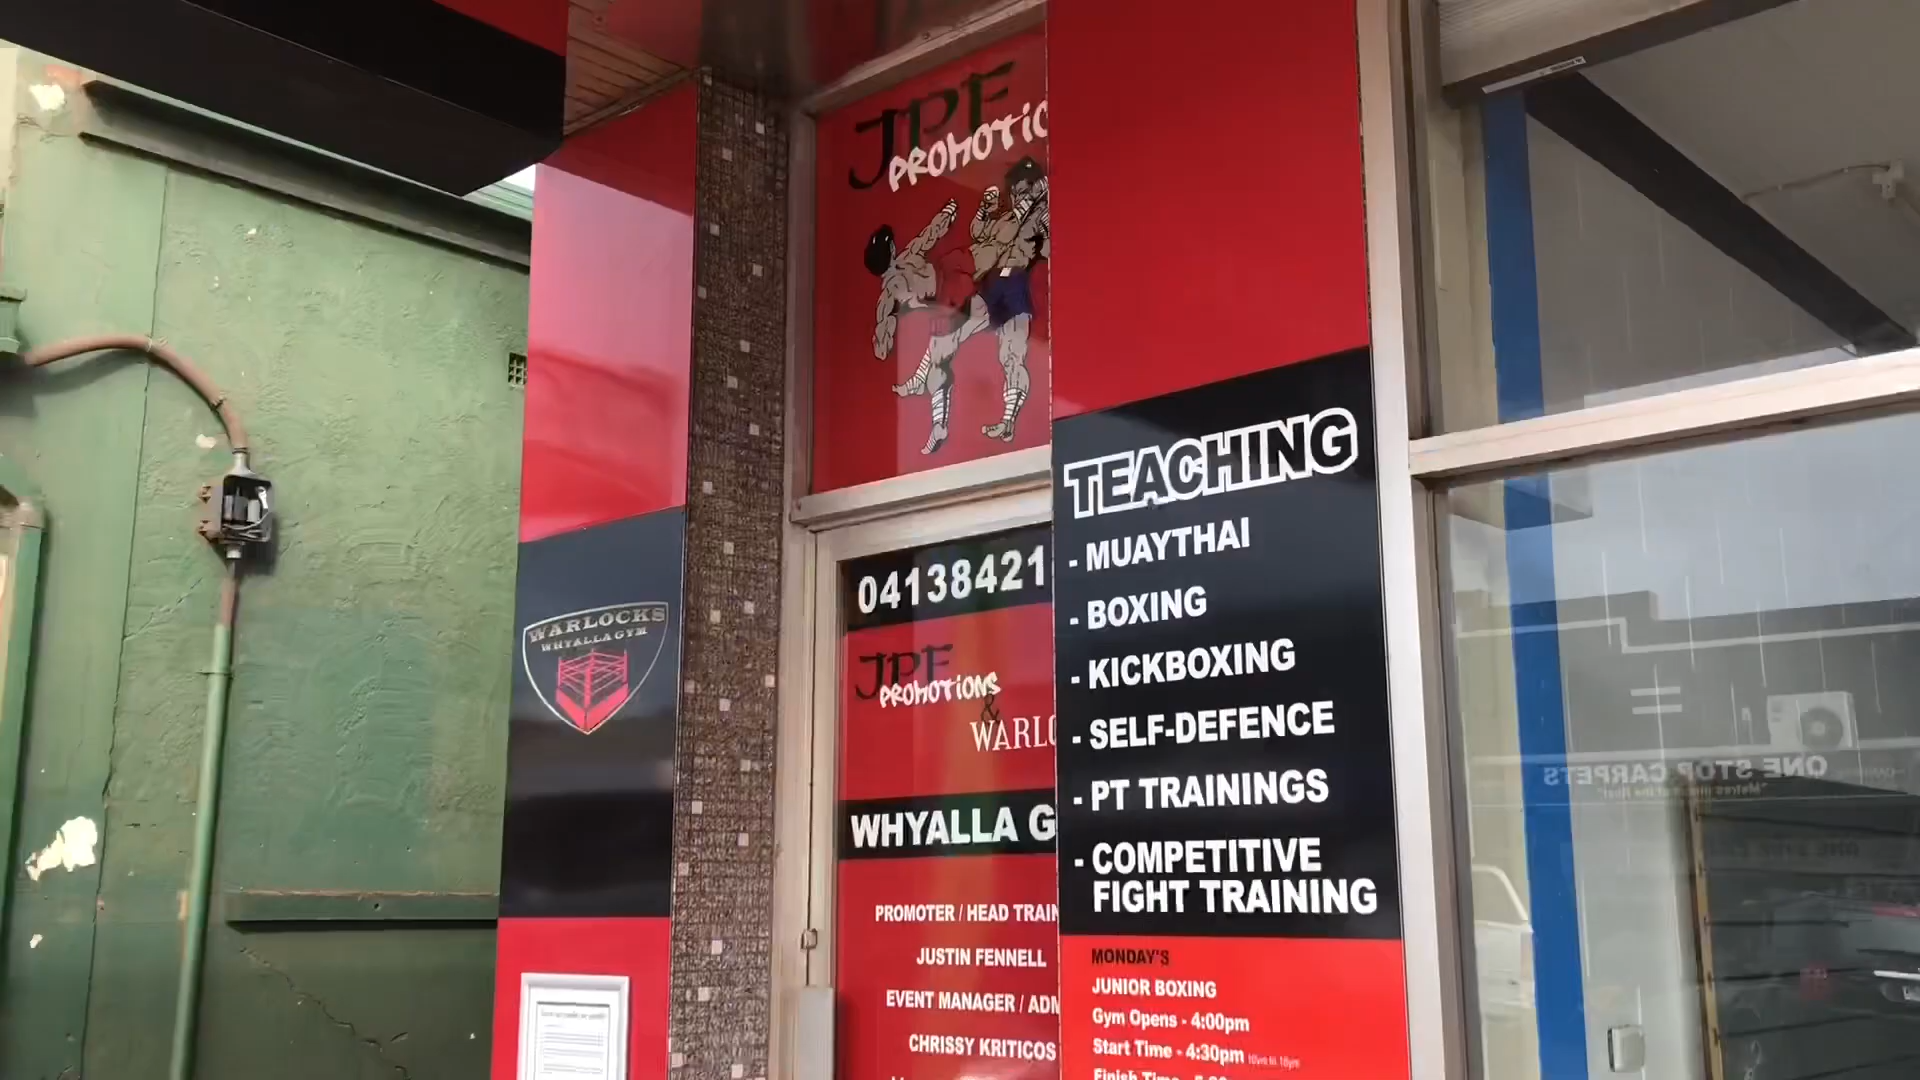 JPF
PROMOTIO
WARLOCKS
WHYALLA GYM
04138421
JPF
PROMOTIONS
&
WARLO
WHYALLA G
PROMOTER / HEAD TRAIN
JUSTIN FENNELL
EVENT MANAGER / ADM
CHRISSY KRITICOS
TEACHING
- MUAYTHAI
- BOXING
- KICKBOXING
- SELF-DEFENCE
- PT TRAININGS
- COMPETITIVE
FIGHT TRAINING
MONDAY'S
JUNIOR BOXING
Gym Opens - 4:00pm
Start Time - 4:30pm
Finish Time
ONE STOP CARPETS